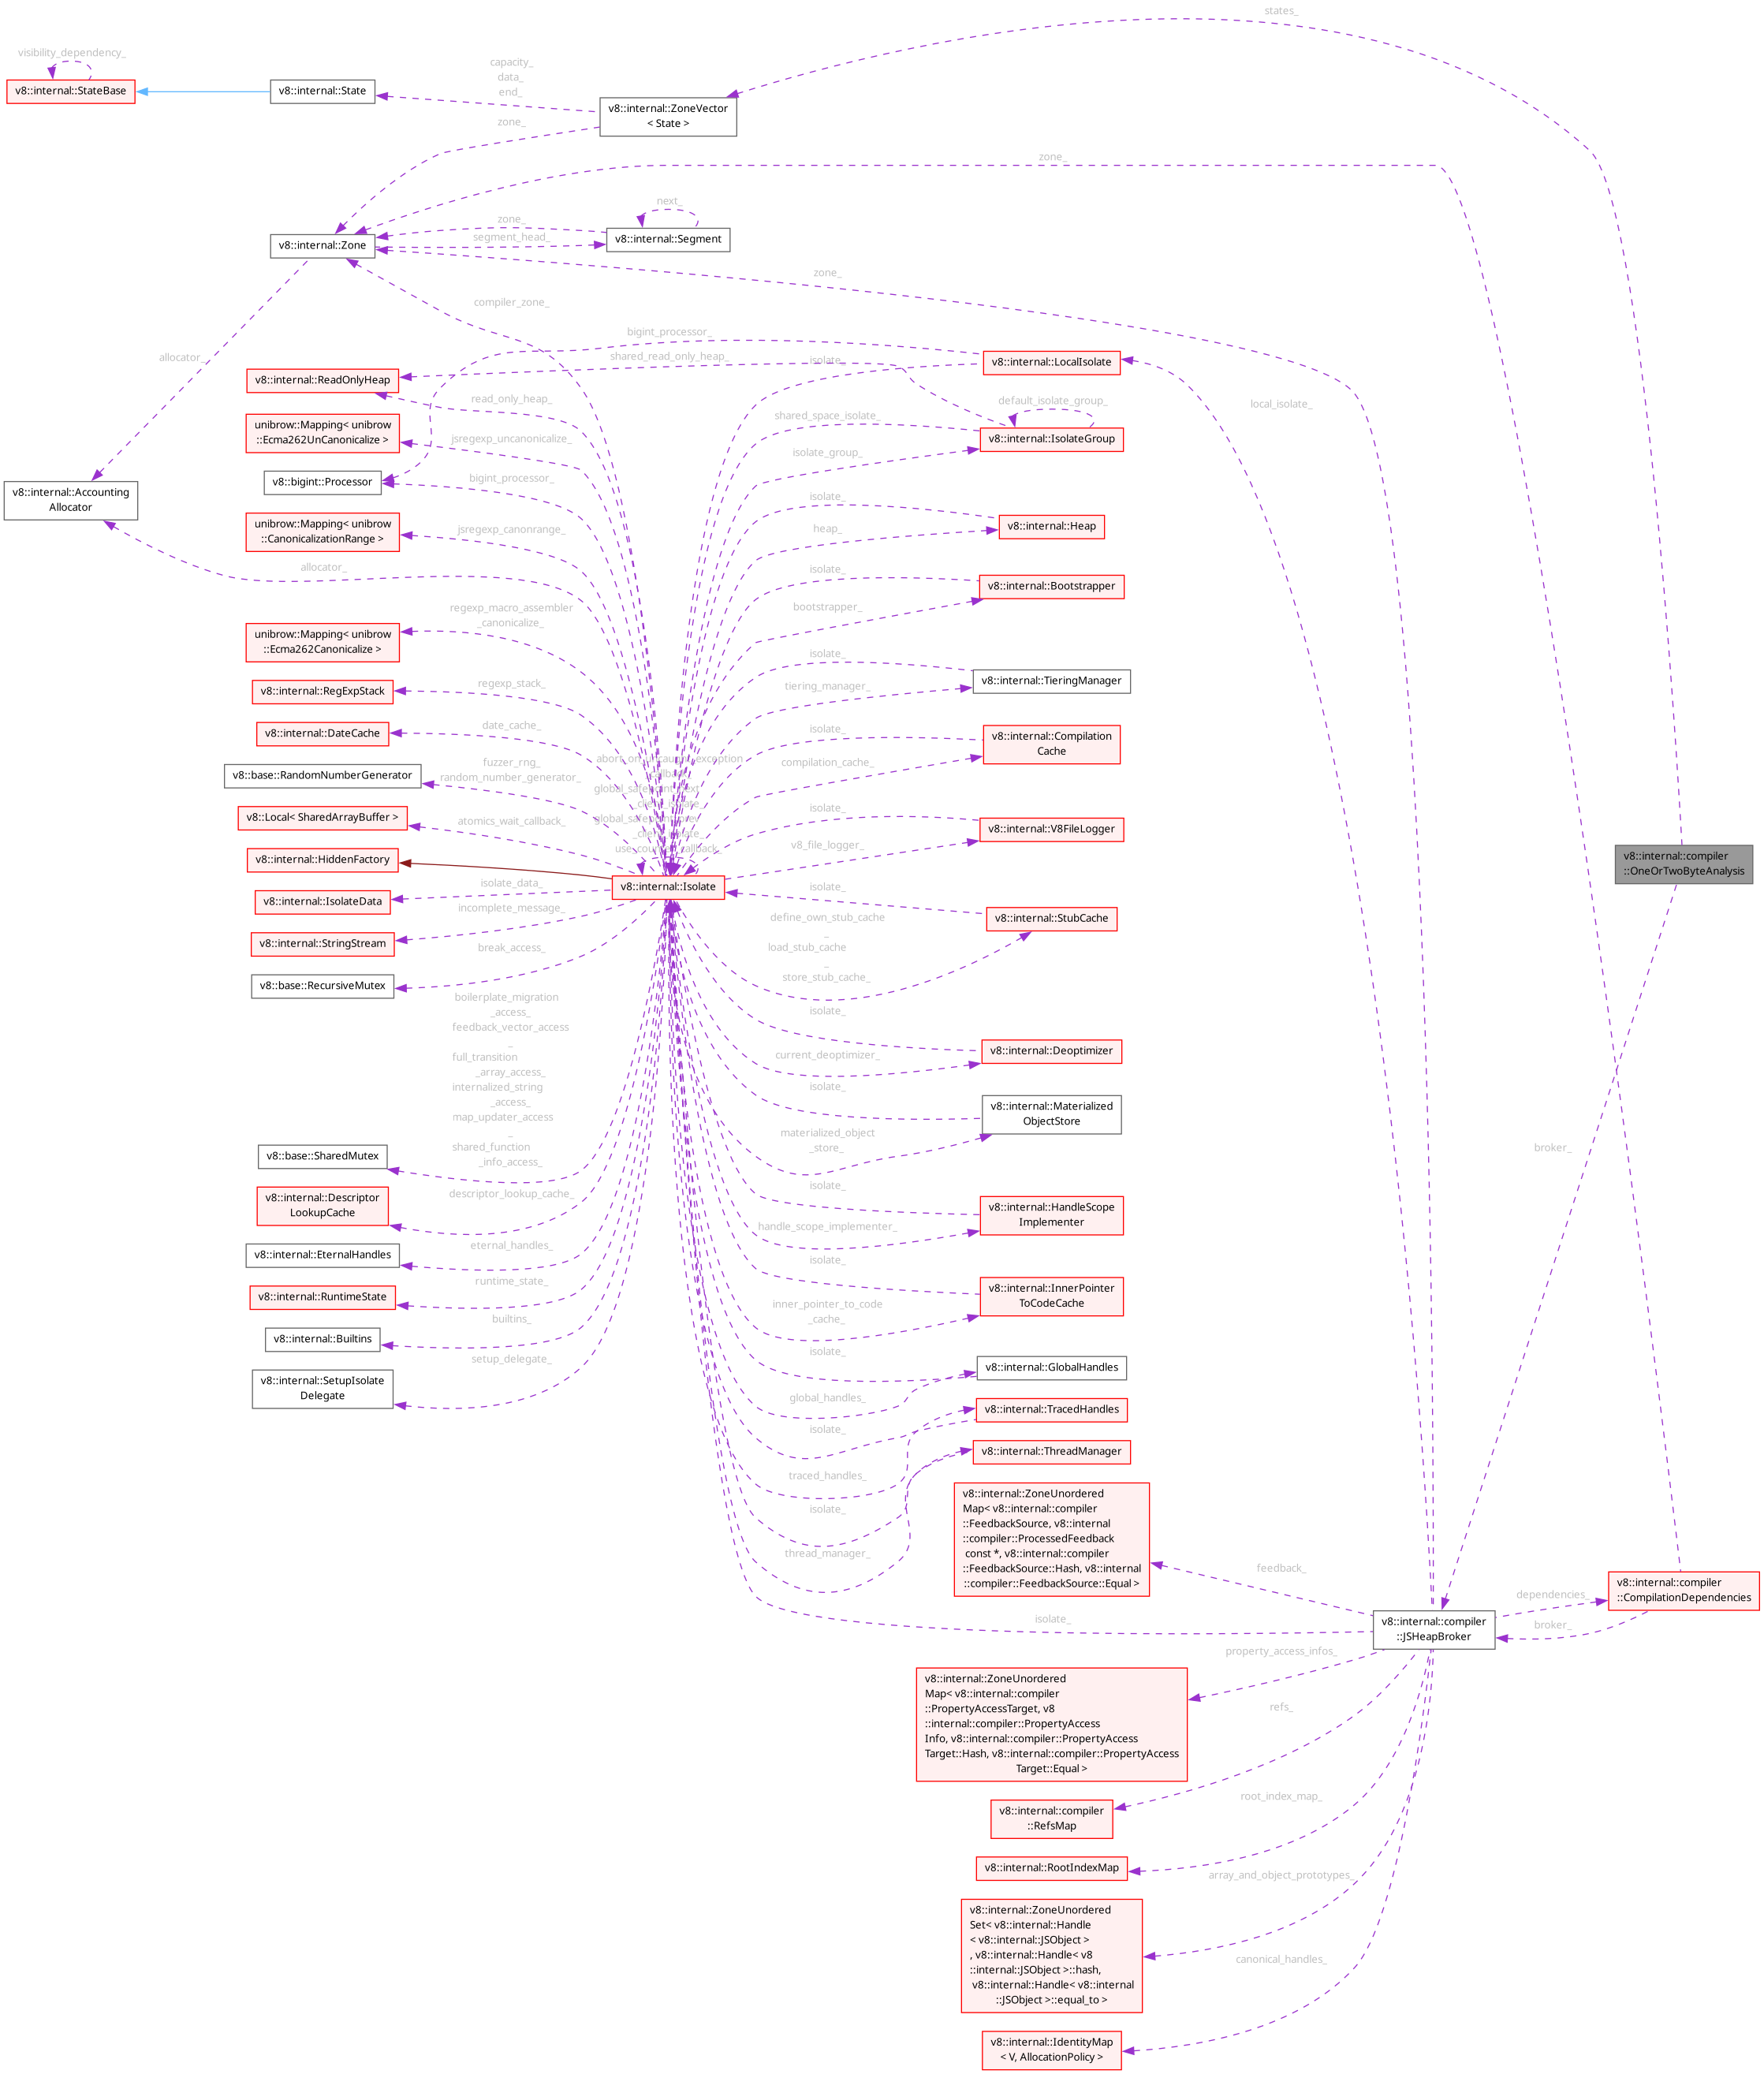 states_
visibility_dependency_
v8::internal::StateBase
v8::internal::State
capacity_
data_
end_
v8::internal::ZoneVector
< State >
zone_
zone_
v8::internal::Zone
zone_
segment_head_
next_
v8::internal::Segment
zone_
compiler_zone_
allocator_
bigint_processor_
shared_read_only_heap_
isolate_
v8::internal::LocalIsolate
local_isolate_
v8::internal::ReadOnlyHeap
read_only_heap_
shared_space_isolate_
default_isolate_group_
v8::internal::IsolateGroup
isolate_group_
unibrow::Mapping< unibrow
::Ecma262UnCanonicalize >
jsregexp_uncanonicalize_
v8::bigint::Processor
bigint_processor_
v8::internal::Accounting
Allocator
isolate_
heap_
v8::internal::Heap
unibrow::Mapping< unibrow
::CanonicalizationRange >
jsregexp_canonrange_
allocator_
isolate_
bootstrapper_
v8::internal::Bootstrapper
regexp_macro_assembler
_canonicalize_
unibrow::Mapping< unibrow
::Ecma262Canonicalize >
isolate_
tiering_manager_
v8::internal::TieringManager
v8::internal::RegExpStack
regexp_stack_
v8::internal::DateCache
date_cache_
isolate_
compilation_cache_
v8::internal::Compilation
Cache
v8::base::RandomNumberGenerator
fuzzer_rng_
random_number_generator_
abort_on_uncaught_exception
_callback_
global_safepoint_next
_client_isolate_
global_safepoint_prev
_client_isolate_
use_counter_callback_
v8::Local< SharedArrayBuffer >
atomics_wait_callback_
isolate_
v8_file_logger_
v8::internal::V8FileLogger
v8::internal::HiddenFactory
v8::internal::Isolate
v8::internal::compiler
::OneOrTwoByteAnalysis
v8::internal::IsolateData
isolate_data_
isolate_
v8::internal::StubCache
v8::internal::StringStream
incomplete_message_
define_own_stub_cache
_
load_stub_cache
_
store_stub_cache_
v8::base::RecursiveMutex
break_access_
boilerplate_migration
_access_
feedback_vector_access
_
full_transition
_array_access_
internalized_string
_access_
map_updater_access
_
shared_function
_info_access_
v8::base::SharedMutex
isolate_
current_deoptimizer_
v8::internal::Deoptimizer
isolate_
v8::internal::Materialized
ObjectStore
materialized_object
_store_
broker_
v8::internal::Descriptor
LookupCache
descriptor_lookup_cache_
isolate_
v8::internal::HandleScope
Implementer
handle_scope_implementer_
v8::internal::EternalHandles
eternal_handles_
isolate_
v8::internal::RuntimeState
runtime_state_
v8::internal::InnerPointer
ToCodeCache
inner_pointer_to_code
_cache_
v8::internal::Builtins
builtins_
isolate_
v8::internal::GlobalHandles
v8::internal::SetupIsolate
Delegate
setup_delegate_
global_handles_
v8::internal::TracedHandles
isolate_
v8::internal::ThreadManager
traced_handles_
isolate_
thread_manager_
v8::internal::ZoneUnordered
Map< v8::internal::compiler
::FeedbackSource, v8::internal
::compiler::ProcessedFeedback
const *, v8::internal::compiler
::FeedbackSource::Hash, v8::internal
::compiler::FeedbackSource::Equal >
feedback_
isolate_
v8::internal::compiler
::JSHeapBroker
dependencies_
broker_
v8::internal::compiler
::CompilationDependencies
property_access_infos_
v8::internal::ZoneUnordered
Map< v8::internal::compiler
::PropertyAccessTarget, v8
::internal::compiler::PropertyAccess
Info, v8::internal::compiler::PropertyAccess
Target::Hash, v8::internal::compiler::PropertyAccess
Target::Equal >
refs_
v8::internal::compiler
::RefsMap
root_index_map_
v8::internal::RootIndexMap
array_and_object_prototypes_
v8::internal::ZoneUnordered
Set< v8::internal::Handle
< v8::internal::JSObject >
, v8::internal::Handle< v8
::internal::JSObject >::hash,
v8::internal::Handle< v8::internal
::JSObject >::equal_to >
canonical_handles_
v8::internal::IdentityMap
< V, AllocationPolicy >